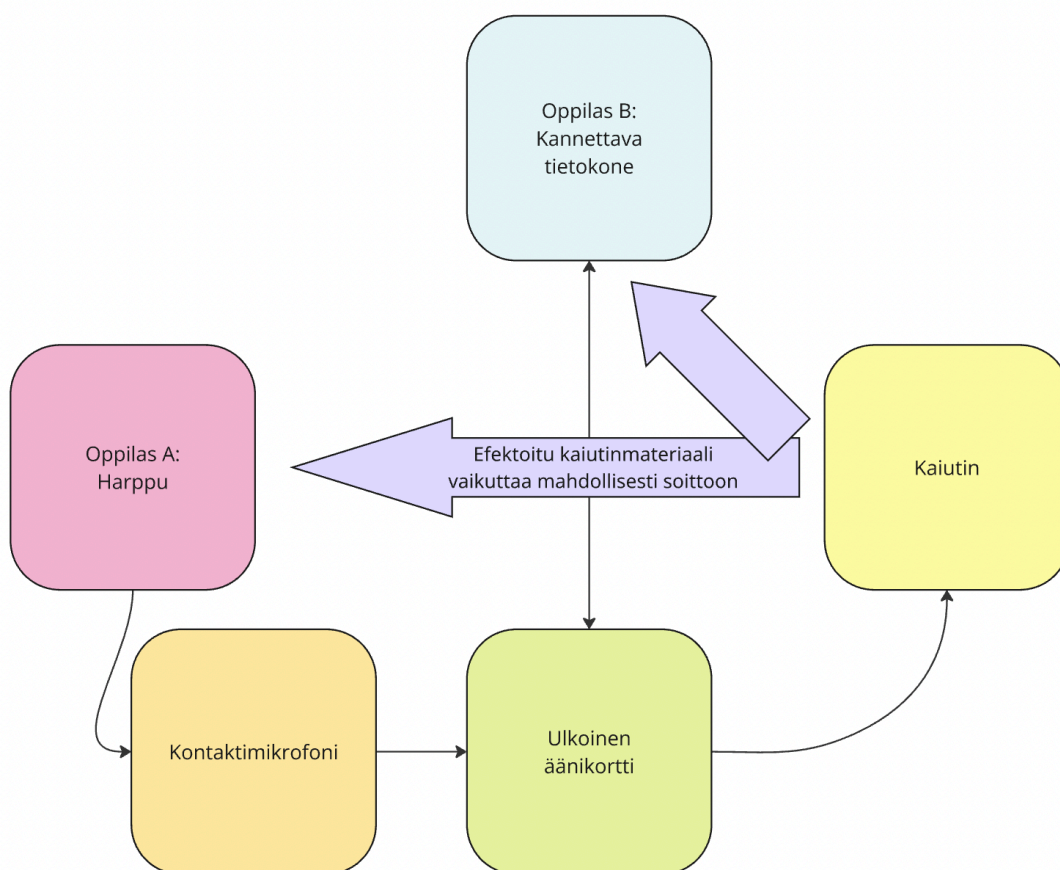 Oppilas B:
Kannettava
tietokone
Oppilas A:
Harppu
Efektoitu kaiutinmateriaali
vaikuttaa mahdollisesti soittoon
Kaiutin
Kontaktimikrofoni
Ulkoinen
äänikortti